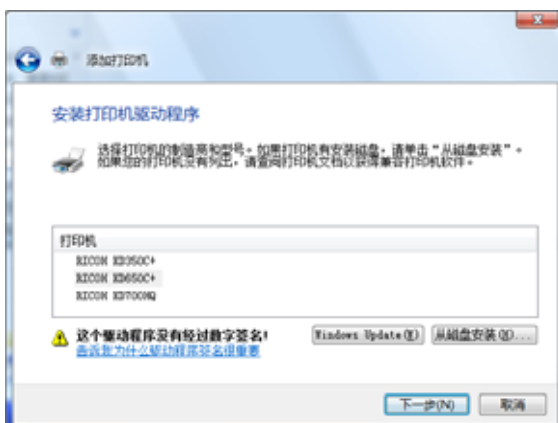 添加打印机
安装打印机驱动程序
选择打印机的制造商和型号。如果打印机有安装磁盘，请单击“从磁盘安装”。
如果您的打印机没有列出，请查阅打印机文档以获得兼容打印机软件。
打印机
RICOH KD350C+
RICOH KD650C+
RICOH KD700HQ
这个驱动程序没有经过数字签名!
告诉我为什么驱动程序签名很重要
Windows Update(W)
从磁盘安装(H)...
下一步(N)
取消